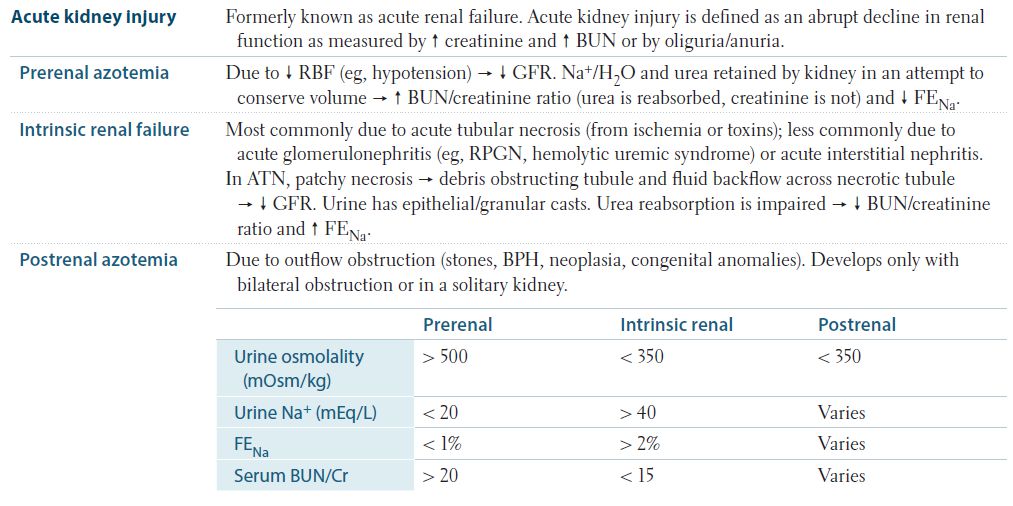 Acute kidney injury Formerly known as acute renal failure. Acute kidney injury is defined as an abrupt decline in renal
function as measured by ↑ creatinine and ↑ BUN or by oliguria/anuria.
Prerenal azotemia Due to ↓ RBF (eg, hypotension) → ↓ GFR. Na⁺/H₂O and urea retained by kidney in an attempt to
conserve volume → ↑ BUN/creatinine ratio (urea is reabsorbed, creatinine is not) and ↓ FENa.
Intrinsic renal failure Most commonly due to acute tubular necrosis (from ischemia or toxins); less commonly due to
acute glomerulonephritis (eg, RPGN, hemolytic uremic syndrome) or acute interstitial nephritis.
In ATN, patchy necrosis → debris obstructing tubule and fluid backflow across necrotic tubule
→ ↓ GFR. Urine has epithelial/granular casts. Urea reabsorption is impaired → ↓ BUN/creatinine
ratio and ↑ FENa.
Postrenal azotemia Due to outflow obstruction (stones, BPH, neoplasia, congenital anomalies). Develops only with
bilateral obstruction or in a solitary kidney.
Prerenal Intrinsic renal Postrenal
Urine osmolality > 500 < 350 < 350
(mOsm/kg)
Urine Na⁺ (mEq/L) < 20 > 40 Varies
FENa < 1% > 2% Varies
Serum BUN/Cr > 20 < 15 Varies